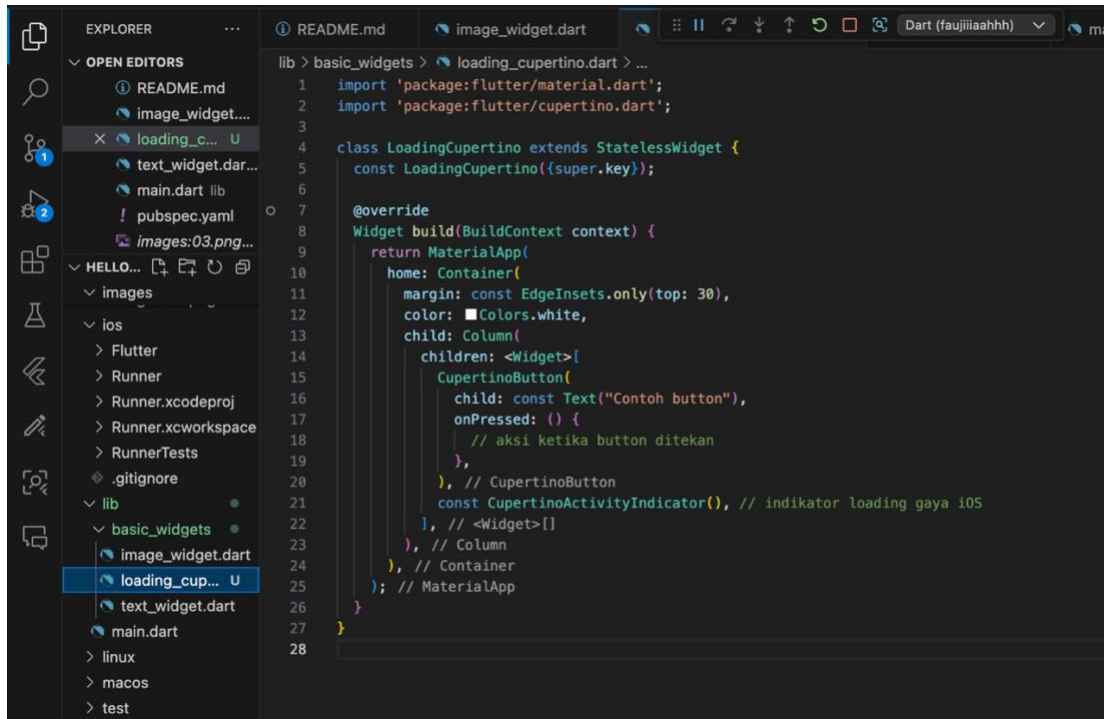 EXPLORER
OPEN EDITORS
README.md
image_widget....
loading_c... U
text_widget.dar...
main.dart lib
! pubspec.yaml
images:03.png...
HELLO...
images
ios
Flutter
Runner
Runner.xcodeproj
Runner.xcworkspace
RunnerTests
.gitignore
lib
basic_widgets
image_widget.dart
loading_cup... U
text_widget.dart
main.dart
linux
macos
test
1
2
README.md image_widget.dart Dart (faujiiiaahhh) ma
lib > basic_widgets > loading_cupertino.dart > ...
1 import 'package:flutter/material.dart';
2 import 'package:flutter/cupertino.dart';
3
4 class LoadingCupertino extends StatelessWidget {
5 const LoadingCupertino({super.key});
6
7 @override
8 Widget build(BuildContext context) {
9 return MaterialApp(
10 home: Container(
11 margin: const EdgeInsets.only(top: 30),
12 color: Colors.white,
13 child: Column(
14 children: <Widget>[
15 CupertinoButton(
16 child: const Text("Contoh button"),
17 onPressed: () {
18 // aksi ketika button ditekan
19 },
20 ), // CupertinoButton
21 const CupertinoActivityIndicator(), // indikator loading gaya iOS
22 ], // <Widget>[]
23 ), // Column
24 ), // Container
25 ); // MaterialApp
26 }
27 }
28